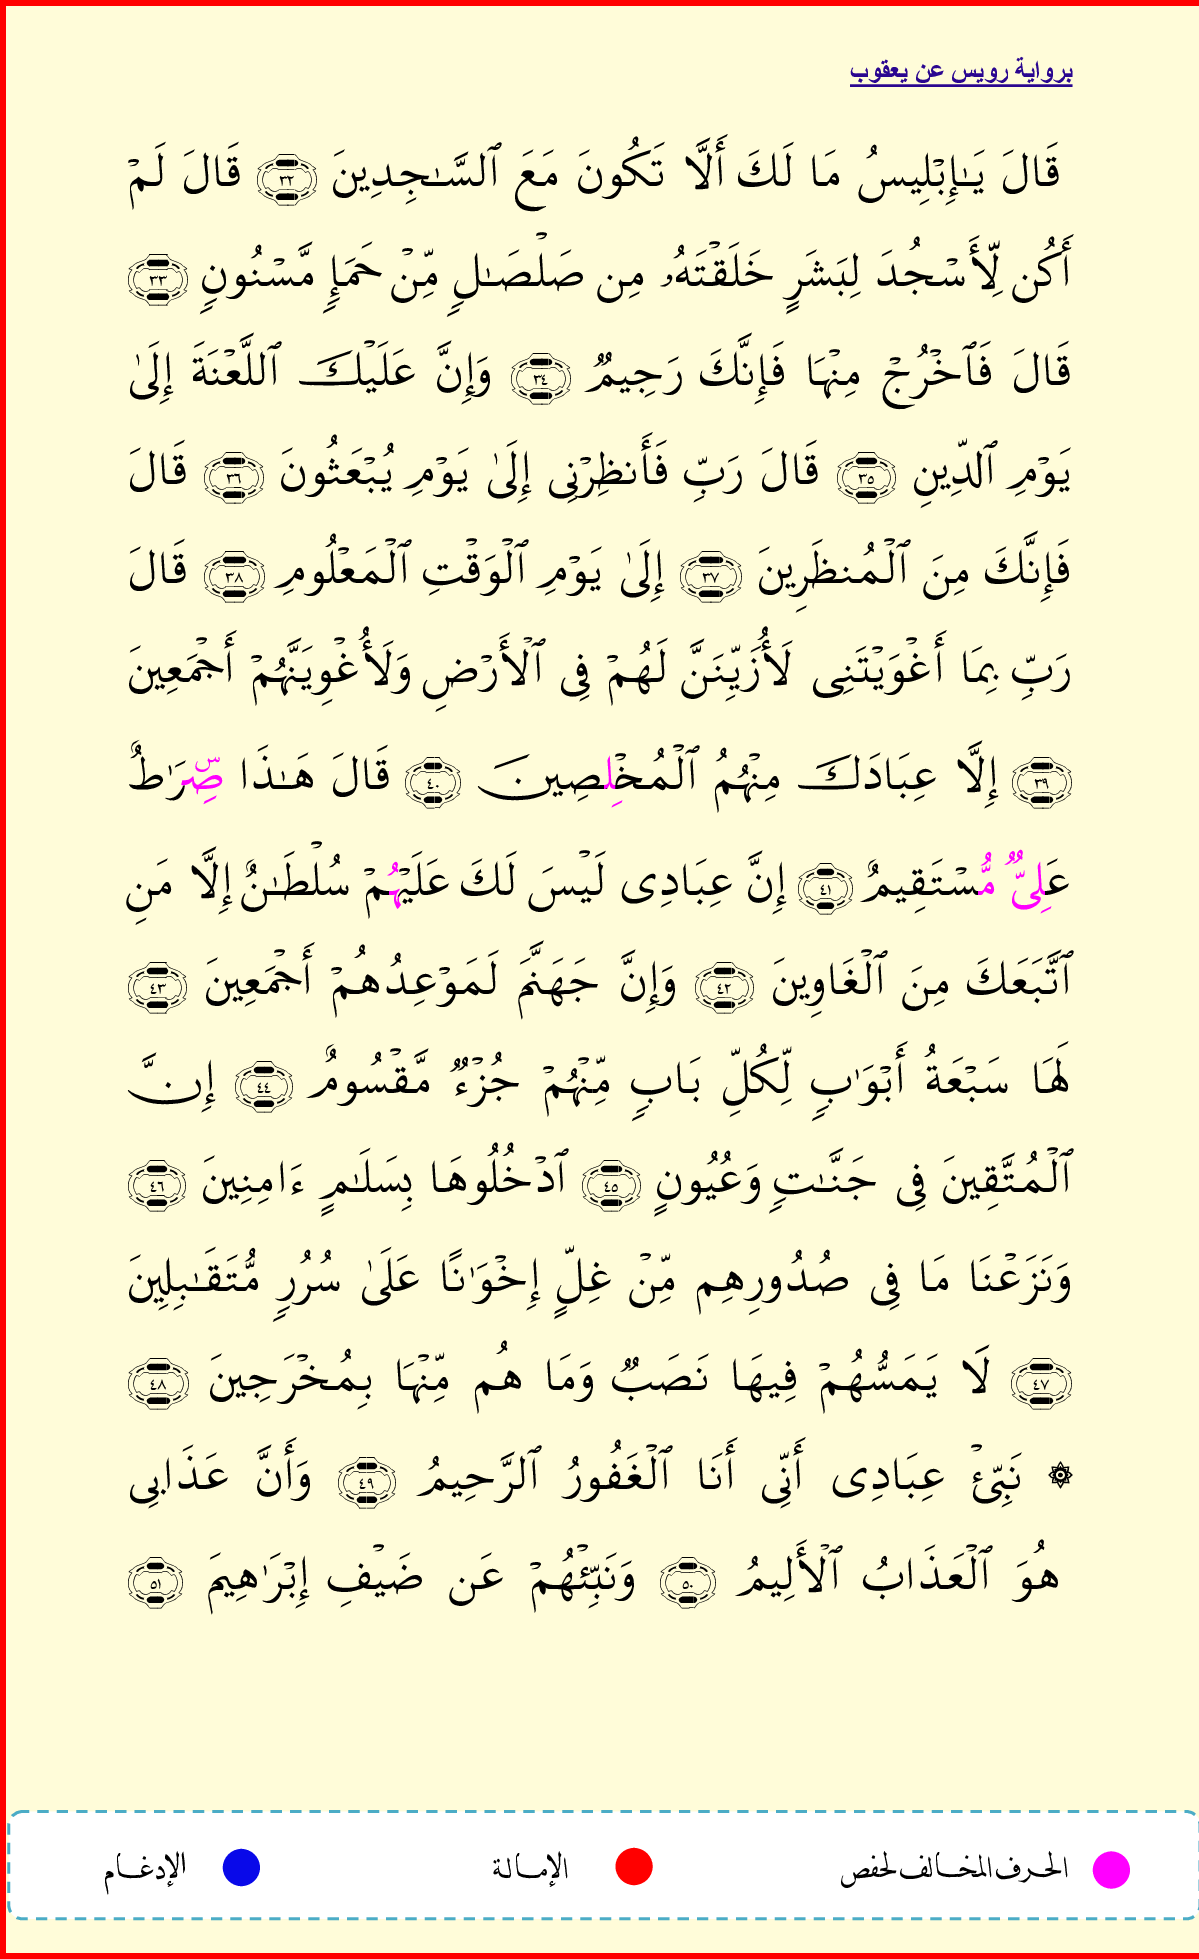 برواية رويس عن يعقوب
قَالَ يَـٰٓإِبۡلِيسُ مَا لَكَ أَلَّا تَكُونَ مَعَ ٱلسَّـٰجِدِينَ ٣٢ قَالَ لَمۡ
أَكُن لِّأَسۡجُدَ لِبَشَرٍ خَلَقۡتَهُۥ مِن صَلۡصَـٰلٍ مِّنۡ حَمَإٍ مَّسۡنُونٍ ٣٣
قَالَ فَٱخۡرُجۡ مِنۡهَا فَإِنَّكَ رَجِيمٌ ٣٤ وَإِنَّ عَلَيۡكَ ٱللَّعۡنَةَ إِلَىٰ
يَوۡمِ ٱلدِّينِ ٣٥ قَالَ رَبِّ فَأَنظِرۡنِى إِلَىٰ يَوۡمِ يُبۡعَثُونَ ٣٦ قَالَ
فَإِنَّكَ مِنَ ٱلۡمُنظَرِينَ ٣٧ إِلَىٰ يَوۡمِ ٱلۡوَقۡتِ ٱلۡمَعۡلُومِ ٣٨ قَالَ
رَبِّ بِمَا أَغۡوَيۡتَنِى لَأُزَيِّنَنَّ لَهُمۡ فِى ٱلۡأَرۡضِ وَلَأُغۡوِيَنَّهُمۡ أَجۡمَعِينَ
٣٩ إِلَّا عِبَادَكَ مِنۡهُمُ ٱلۡمُخۡلِصِينَ ٤٠ قَالَ هَـٰذَا صِۜرَٰطٌ
عَلِىٌّ مُّسۡتَقِيمٌ ٤١ إِنَّ عِبَادِى لَيۡسَ لَكَ عَلَيۡهُمۡ سُلۡطَـٰنٌ إِلَّا مَنِ
ٱتَّبَعَكَ مِنَ ٱلۡغَاوِينَ ٤٢ وَإِنَّ جَهَنَّمَ لَمَوۡعِدُهُمۡ أَجۡمَعِينَ ٤٣
لَهَا سَبۡعَةُ أَبۡوَٰبٍ لِّكُلِّ بَابٍ مِّنۡهُمۡ جُزۡءٌ مَّقۡسُومٌ ٤٤ إِنَّ
ٱلۡمُتَّقِينَ فِى جَنَّـٰتٍ وَعُيُونٍ ٤٥ ٱدۡخُلُوهَا بِسَلَـٰمٍ ءَامِنِينَ ٤٦
وَنَزَعۡنَا مَا فِى صُدُورِهِم مِّنۡ غِلٍّ إِخۡوَٰنًا عَلَىٰ سُرُرٍ مُّتَقَـٰبِلِينَ
٤٧ لَا يَمَسُّهُمۡ فِيهَا نَصَبٌ وَمَا هُم مِّنۡهَا بِمُخۡرَجِينَ ٤٨
۞ نَبِّئۡ عِبَادِى أَنِّى أَنَا ٱلۡغَفُورُ ٱلرَّحِيمُ ٤٩ وَأَنَّ عَذَابِى
هُوَ ٱلۡعَذَابُ ٱلۡأَلِيمُ ٥٠ وَنَبِّئۡهُمۡ عَن ضَيۡفِ إِبۡرَٰهِيمَ ٥١
الحرف المخالف لحفص الإمالة الإدغام